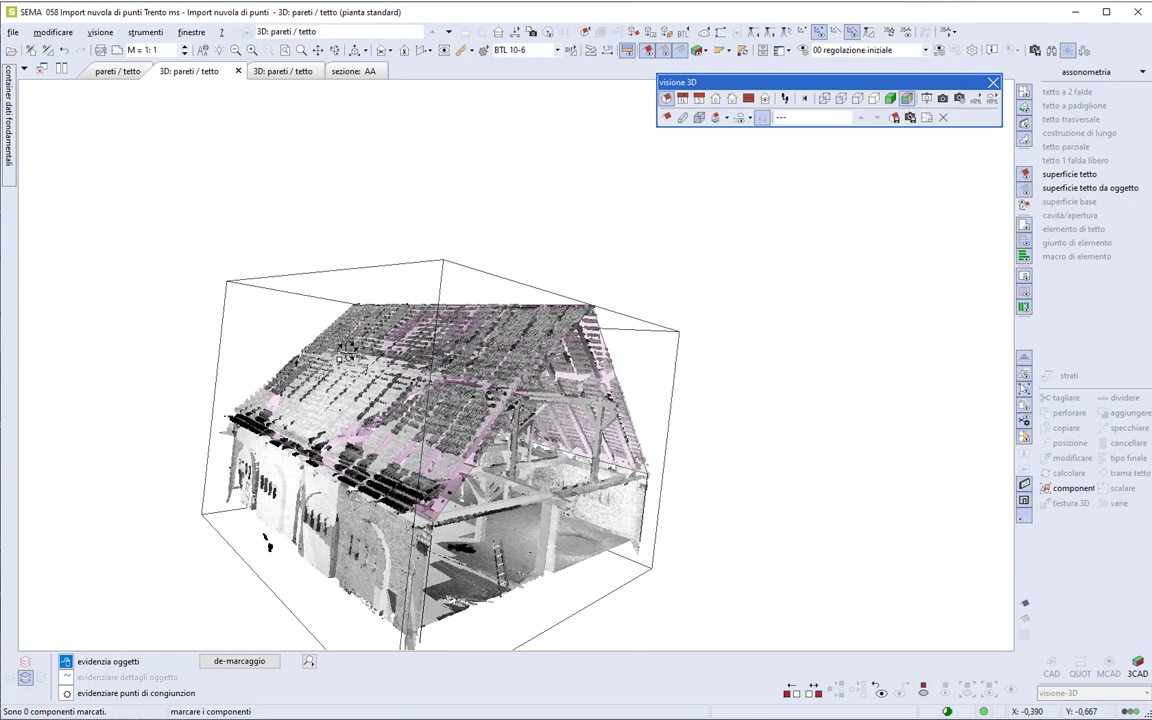 SEMA 058 Import nuvola di punti Trento ms - Import nuvola di punti - 3D: pareti / tetto (pianta standard)
file modificare visione strumenti finestre ? 3D: pareti / tetto
M = 1: 1 BTL 10-6 00 regolazione iniziale
pareti / tetto 3D: pareti / tetto 3D: pareti / tetto sezione: AA
assonometria
visione 3D
HTML HTML
---
container dati fondamentali
tetto a 2 falde
tetto a padiglione
tetto trasversale
costruzione di lungo
tetto parziale
tetto 1 falda libero
superficie tetto
superficie tetto da oggetto
superficie base
cavità/apertura
elemento di tetto
giunto di elemento
macro di elemento
strati
tagliare dividere
perforare aggiungere
copiare specchiare
posizione cancellare
modificare tipo finale
calcolare trama tetto
component scalare
texture 3D varie
evidenzia oggetti de-marcaggio
evidenziare dettagli oggetto
evidenziare punti di congiunzion
CAD QUOT MCAD 3CAD
visione-3D
Sono 0 componenti marcati. marcare i componenti X: -0,390 Y: -0,667